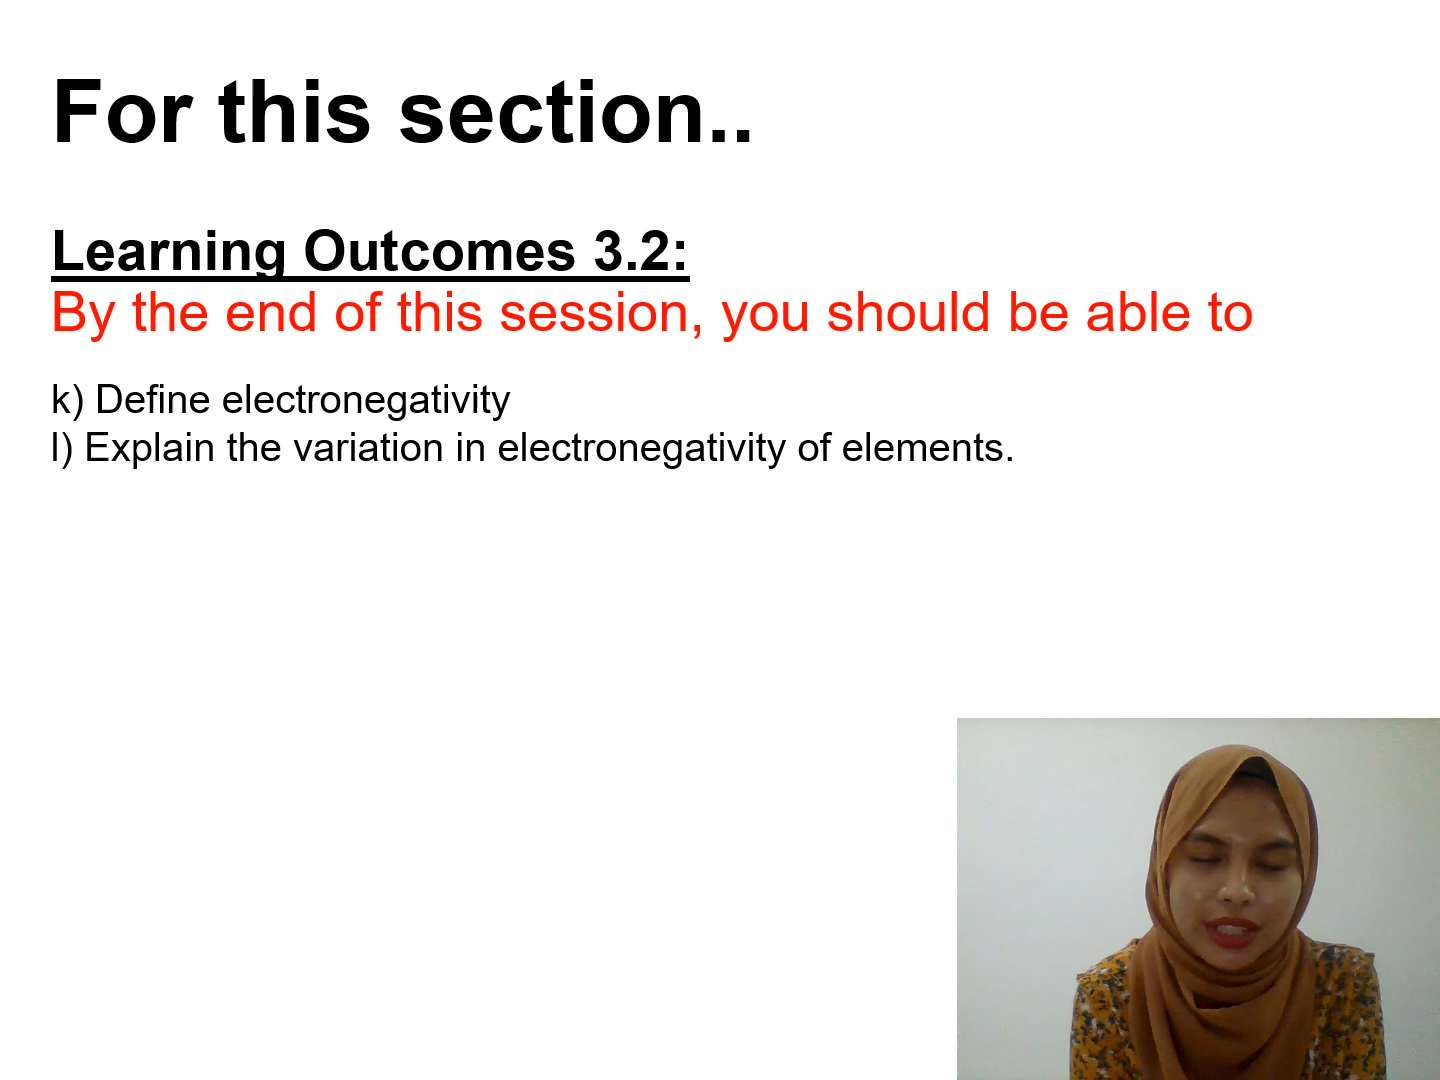 For this section..
Learning Outcomes 3.2:
By the end of this session, you should be able to
k) Define electronegativity
l) Explain the variation in electronegativity of elements.